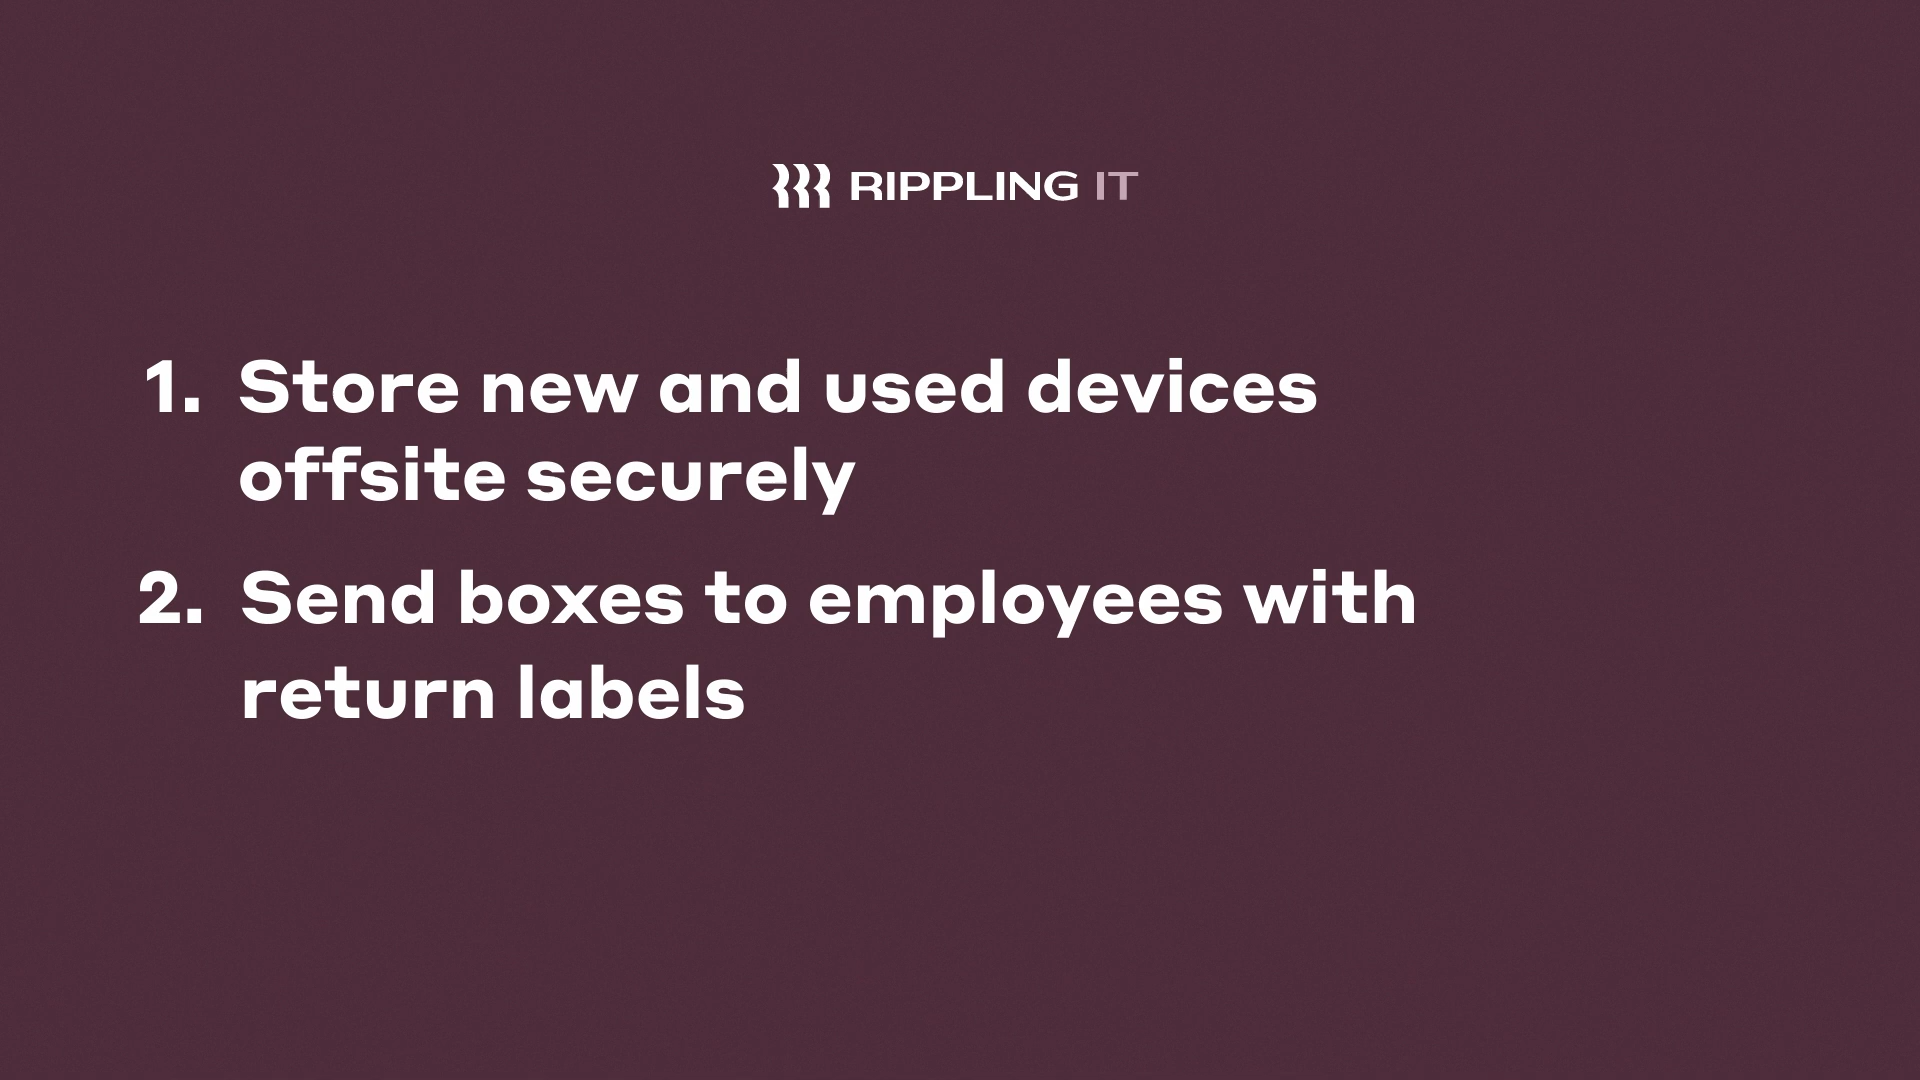 RIPPLING IT
1. Store new and used devices
offsite securely
2. Send boxes to employees with
return labels